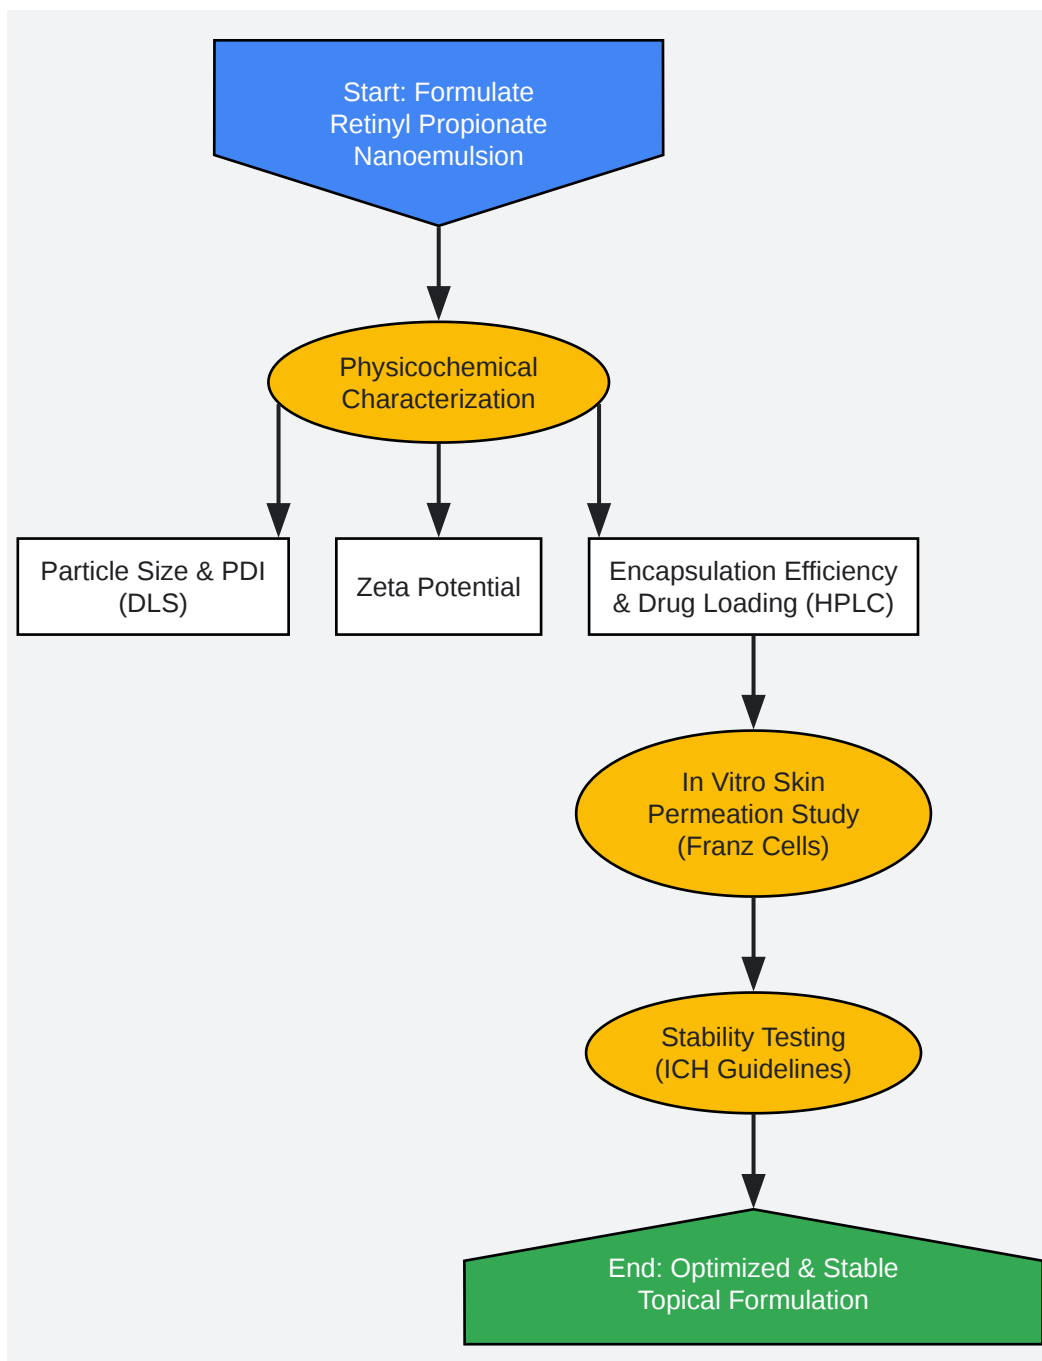 Start: Formulate
Retinyl Propionate
Nanoemulsion
Physicochemical
Characterization
Particle Size & PDI
(DLS)
Zeta Potential
Encapsulation Efficiency
& Drug Loading (HPLC)
In Vitro Skin
Permeation Study
(Franz Cells)
Stability Testing
(ICH Guidelines)
End: Optimized & Stable
Topical Formulation